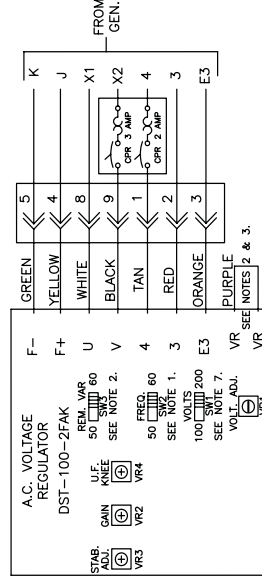 A.C. VOLTAGE
REGULATOR
DST-100-2FAK
STAB.
ADJ.
VR3
GAIN
VR2
U.F.
KNEE
VR4
REM. VAR
50 60
SW3
SEE NOTE 2.
FREQ.
50 60
SW2
SEE NOTE 1.
VOLTS
100 200
SW1
SEE NOTE 7.
VOLT. ADJ.
F-
F+
U
V
4
3
E3
VR
VR
GREEN
YELLOW
WHITE
BLACK
TAN
RED
ORANGE
PURPLE
SEE NOTES 2 & 3.
5
4
8
9
1
2
3
CPR 3 AMP
CPR 2 AMP
K
J
X1
X2
4
3
E3
FROM
GEN.